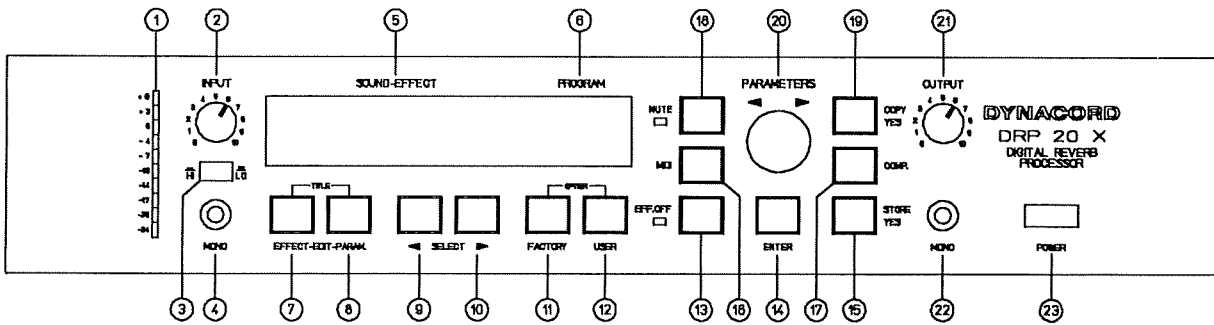 1 2 5 6 18 20 19 21
INPUT
SOUND-EFFECT
PROGRAM
MUTE
PARAMETERS
COPY
YES
OUTPUT
DYNACORD
DRP 20 X
DIGITAL REVERB
PROCESSOR
MIDI
COMP.
HI
LO
TITLE
EFF.OFF
STORE
YES
MONO
EFFECT-EDIT-PARAM.
◄ SELECT ►
FACTORY
USER
ENTER
MONO
POWER
3 4 7 8 9 10 11 12 13 16 14 17 15 22 23